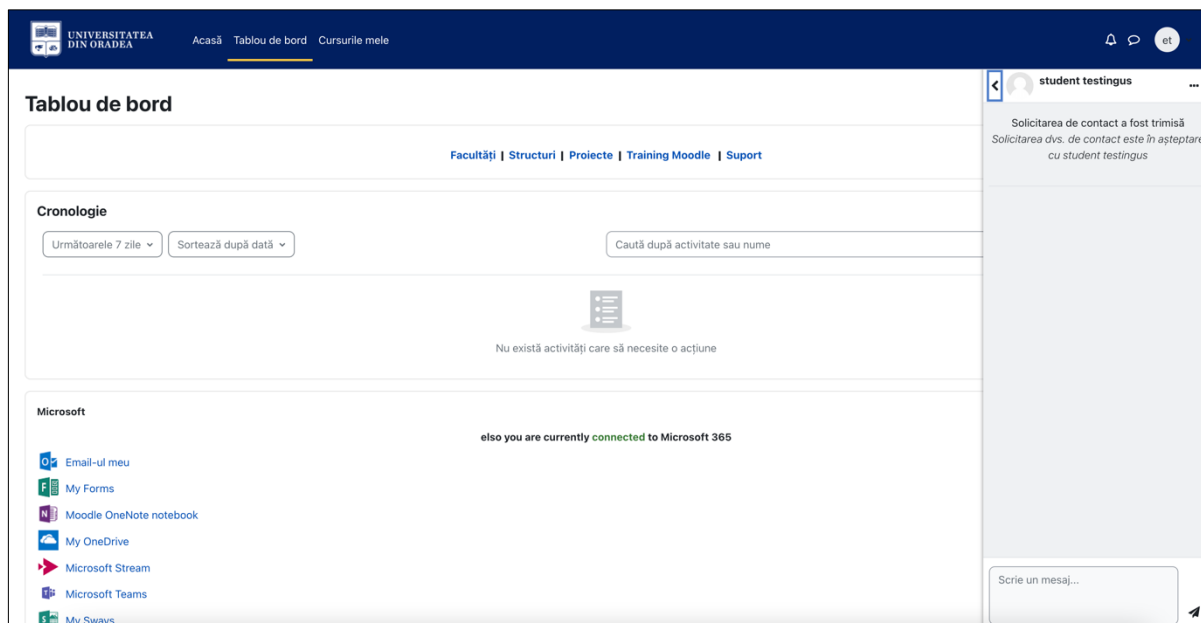 UNIVERSITATEA
DIN ORADEA
Acasă Tablou de bord Cursurile mele
et
Tablou de bord
Facultăți | Structuri | Proiecte | Training Moodle | Suport
Cronologie
Următoarele 7 zile Sortează după dată Caută după activitate sau nume
Nu există activități care să necesite o acțiune
Microsoft
elso you are currently connected to Microsoft 365
Email-ul meu
My Forms
Moodle OneNote notebook
My OneDrive
Microsoft Stream
Microsoft Teams
My Sways
student testingus
Solicitarea de contact a fost trimisă
Solicitarea dvs. de contact este în așteptare
cu student testingus
Scrie un mesaj...